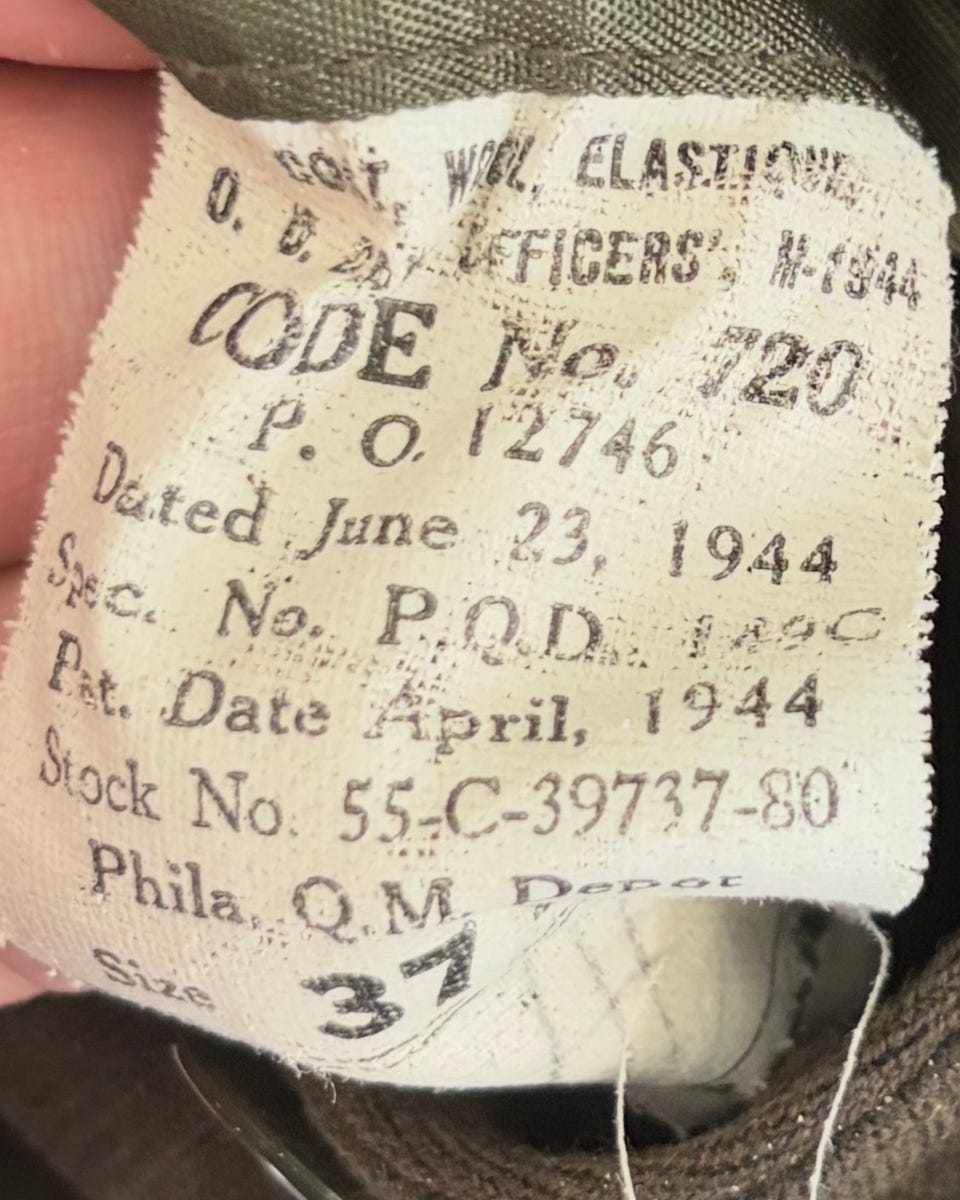 COAT, WOOL, ELASTIQUE
O. D. OFFICERS', M-1944
CODE No. 720
P. O. 12746
Dated June 23, 1944
Spec. No. P.Q.D.
Pat. Date April, 1944
Stock No. 55-C-39737-80
Phila. Q.M. Depot
Size 37